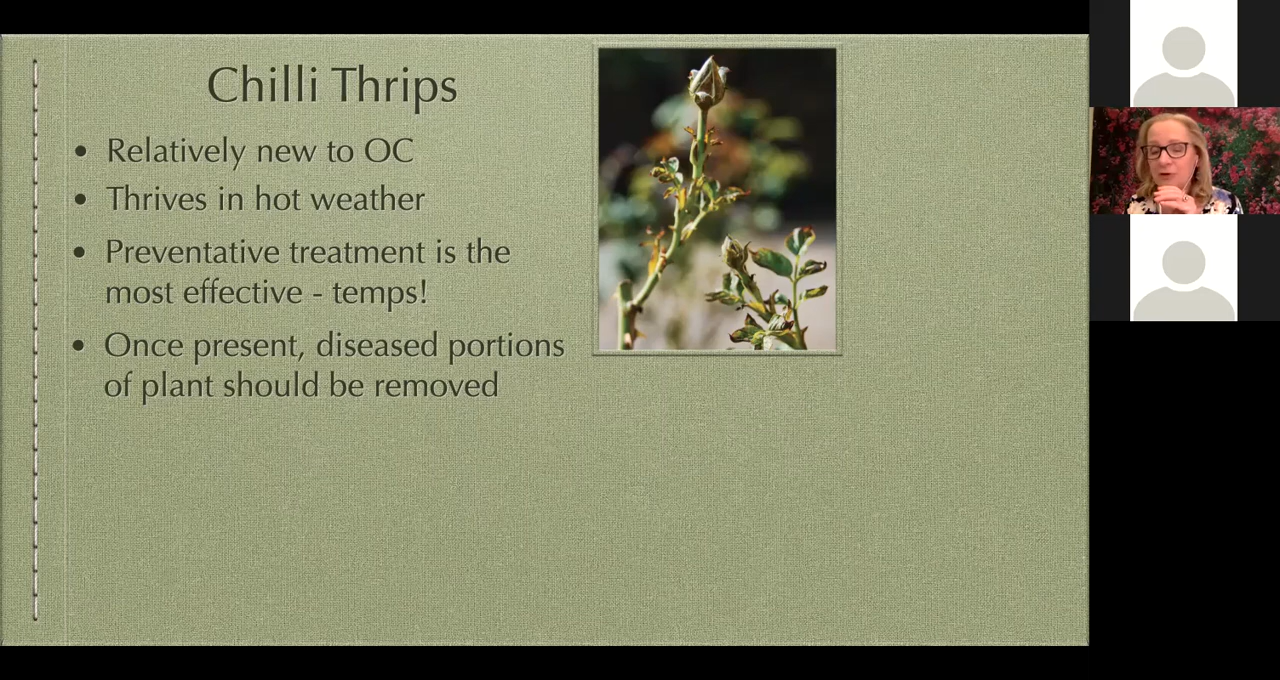 Chilli Thrips
• Relatively new to OC
• Thrives in hot weather
• Preventative treatment is the
most effective - temps!
• Once present, diseased portions
of plant should be removed